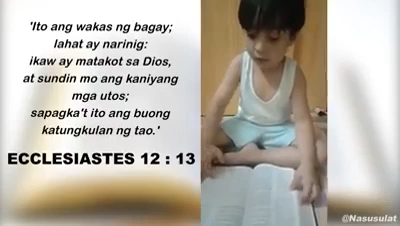 'Ito ang wakas ng bagay;
lahat ay narinig:
ikaw ay matakot sa Dios,
at sundin mo ang kaniyang
mga utos;
sapagka't ito ang buong
katungkulan ng tao.'
ECCLESIASTES 12 : 13
@Nasusulat